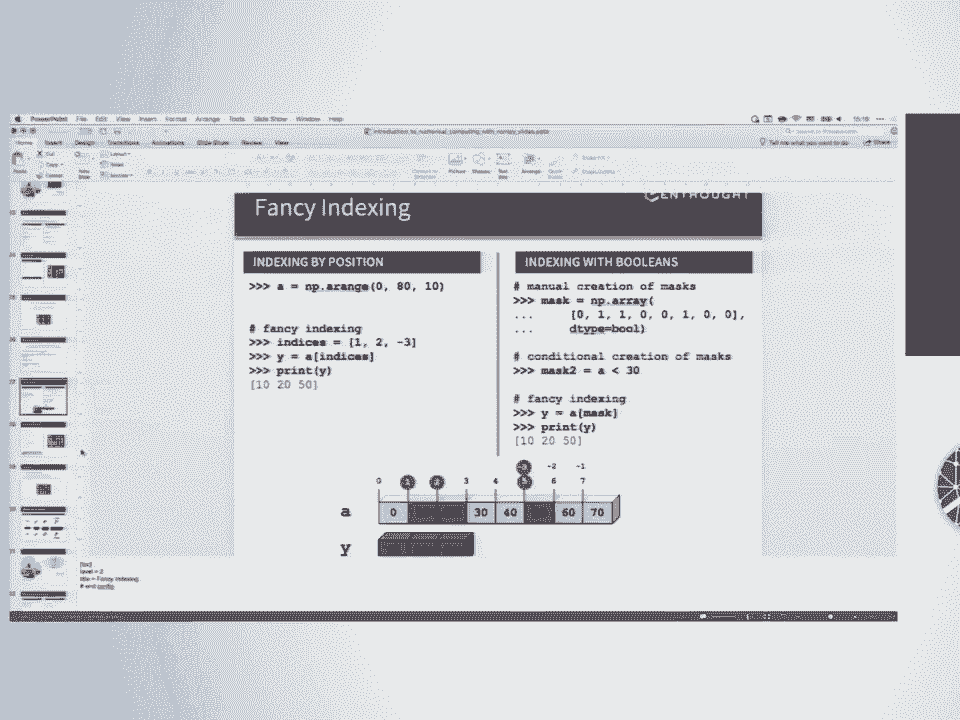 PowerPoint File Edit View Insert Format Arrange Tools Slide Show Window Help
introduction_to_numerical_computing_with_numpy_slides.pptx
Home Insert Design Transitions Animations Slide Show Review View
Tell me what you want to do Share
ENTHOUGHT
Fancy Indexing
INDEXING BY POSITION
>>> a = np.arange(0, 80, 10)
# fancy indexing
>>> indices = [1, 2, -3]
>>> y = a[indices]
>>> print(y)
[10 20 50]
INDEXING WITH BOOLEANS
# manual creation of masks
>>> mask = np.array(
... [0, 1, 1, 0, 0, 1, 0, 0],
... dtype=bool)
# conditional creation of masks
>>> mask2 = a < 30
# fancy indexing
>>> y = a[mask]
>>> print(y)
[10 20 50]
-3 -2 -1
0 1 2 3 4 5 6 7
a 0 30 40 60 70
y
level = 2
title = Fancy Indexing
# end config